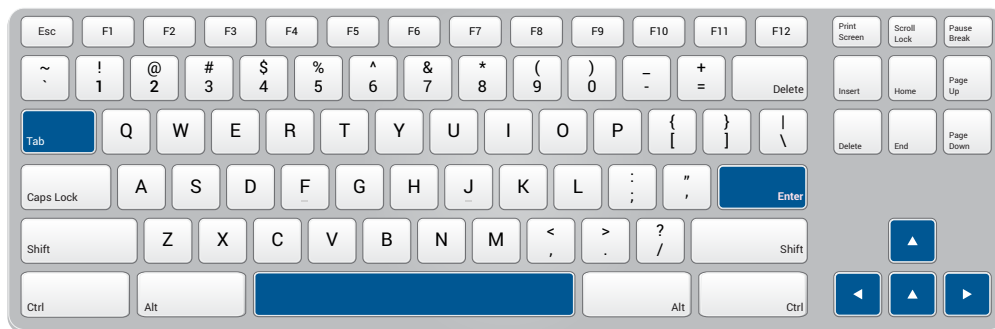 Esc F1 F2 F3 F4 F5 F6 F7 F8 F9 F10 F11 F12 Print Screen Scroll Lock Pause Break
~ ! @ # $ % ^ & * ( ) _ +
` 1 2 3 4 5 6 7 8 9 0 - = Delete Insert Home Page Up
Tab Q W E R T Y U I O P { [ } ] | \ Delete End Page Down
Caps Lock A S D F G H J K L : ; " ' Enter
Shift Z X C V B N M < , > . ? / Shift ▲
Ctrl Alt Alt Ctrl ◀ ▲ ▶